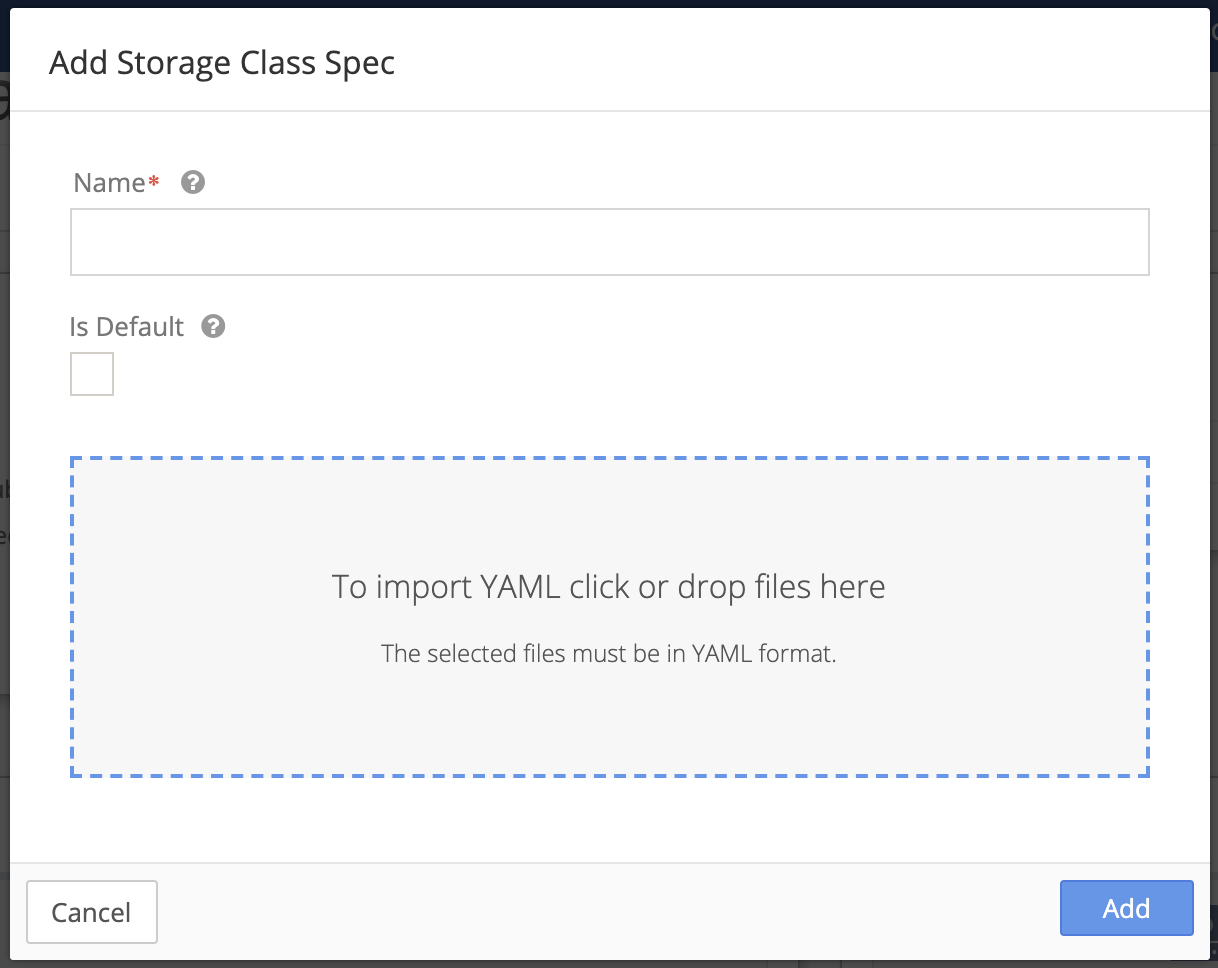 Add Storage Class Spec
Name*
Is Default
To import YAML click or drop files here
The selected files must be in YAML format.
Cancel
Add